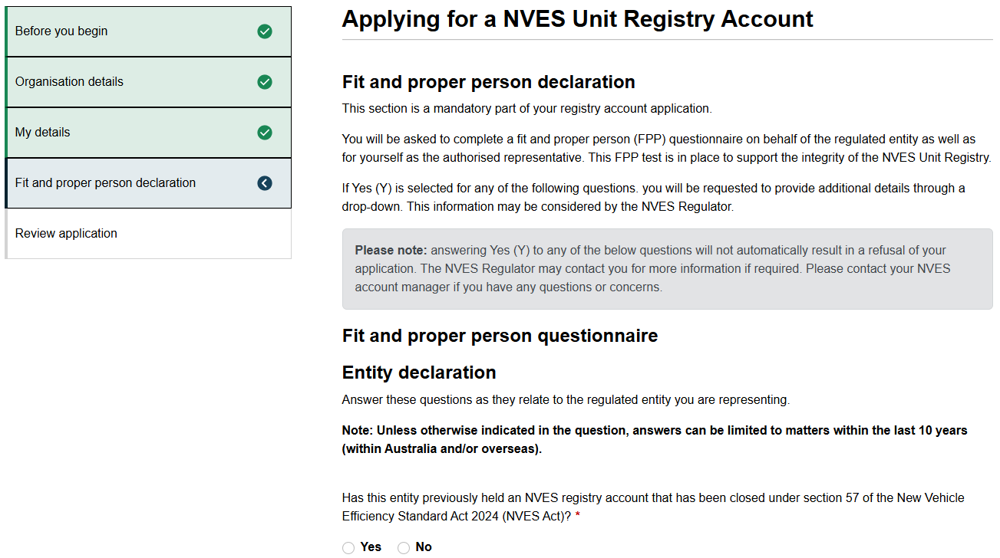 Before you begin
Organisation details
My details
Fit and proper person declaration
Review application
Applying for a NVES Unit Registry Account
Fit and proper person declaration
This section is a mandatory part of your registry account application.
You will be asked to complete a fit and proper person (FPP) questionnaire on behalf of the regulated entity as well as
for yourself as the authorised representative. This FPP test is in place to support the integrity of the NVES Unit Registry.
If Yes (Y) is selected for any of the following questions. you will be requested to provide additional details through a
drop-down. This information may be considered by the NVES Regulator.
Please note: answering Yes (Y) to any of the below questions will not automatically result in a refusal of your
application. The NVES Regulator may contact you for more information if required. Please contact your NVES
account manager if you have any questions or concerns.
Fit and proper person questionnaire
Entity declaration
Answer these questions as they relate to the regulated entity you are representing.
Note: Unless otherwise indicated in the question, answers can be limited to matters within the last 10 years
(within Australia and/or overseas).
Has this entity previously held an NVES registry account that has been closed under section 57 of the New Vehicle
Efficiency Standard Act 2024 (NVES Act)? *
Yes No